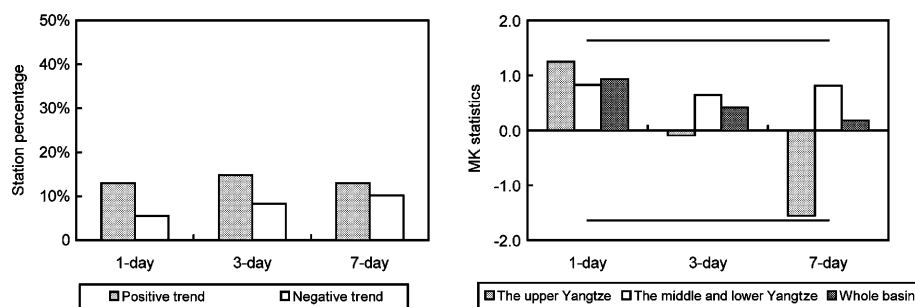 50%
40%
30%
20%
10%
0
Station percentage
1-day
3-day
7-day
Positive trend
Negative trend
2.0
1.0
0.0
-1.0
-2.0
MK statistics
1-day
3-day
7-day
The upper Yangtze
The middle and lower Yangtze
Whole basin